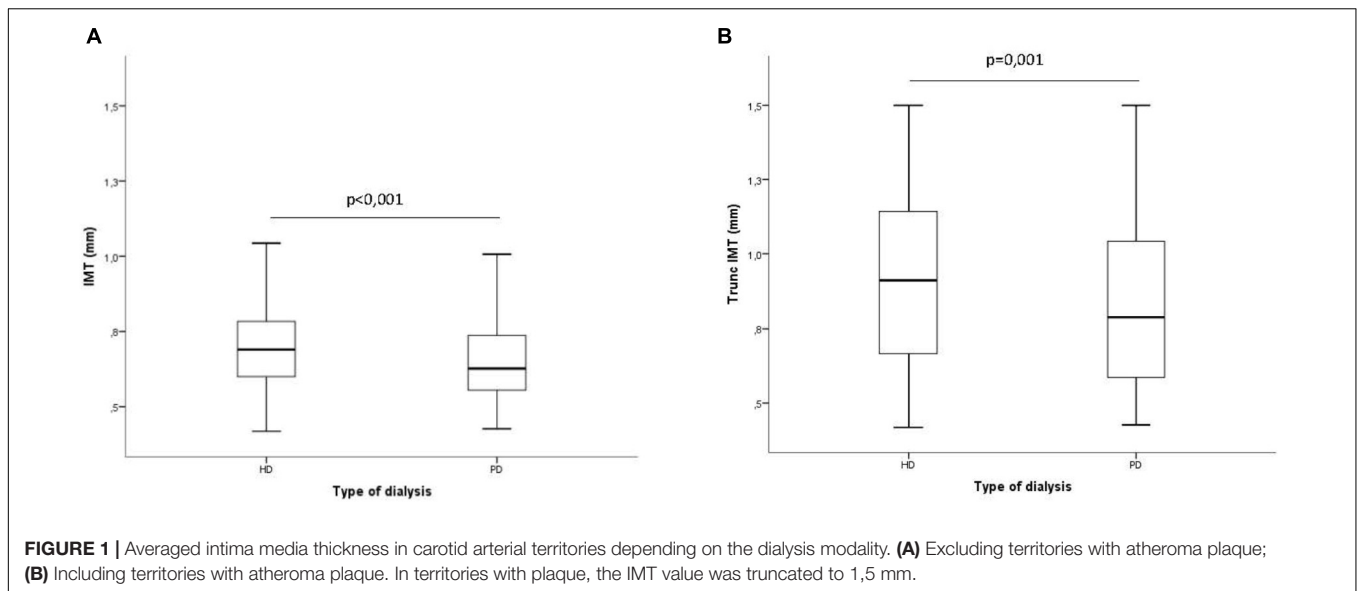 A
p<0,001
IMT (mm)
1,5
1,3
1,0
,8
,5
HD
PD
Type of dialysis
B
p=0,001
Trunc IMT (mm)
1,5
1,3
1,0
,8
,5
HD
PD
Type of dialysis
FIGURE 1 | Averaged intima media thickness in carotid arterial territories depending on the dialysis modality. (A) Excluding territories with atheroma plaque;
(B) Including territories with atheroma plaque. In territories with plaque, the IMT value was truncated to 1,5 mm.